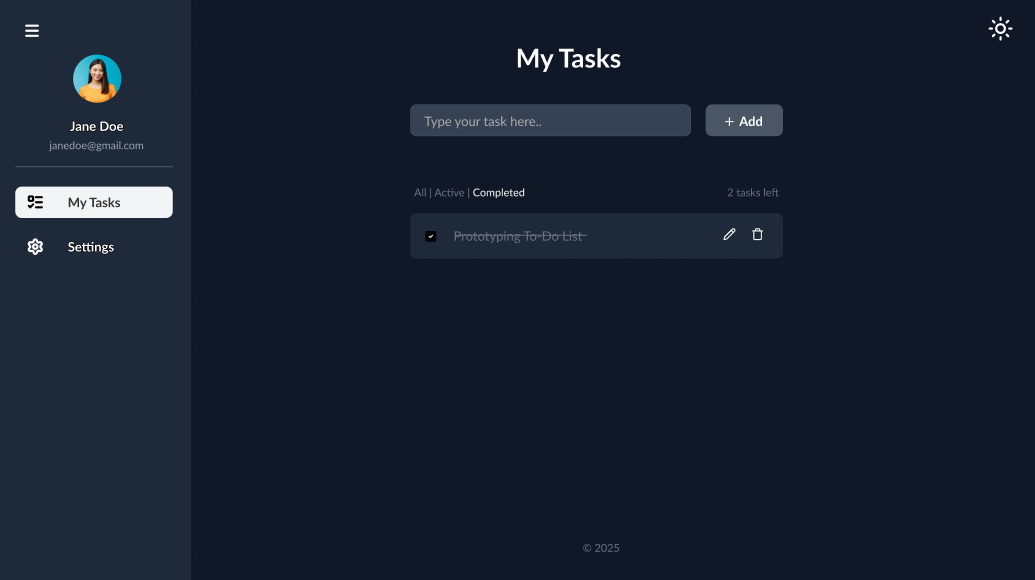 My Tasks
Jane Doe
janedoe@gmail.com
Type your task here..
+ Add
My Tasks
All | Active | Completed
2 tasks left
Settings
Prototyping To-Do List
© 2025